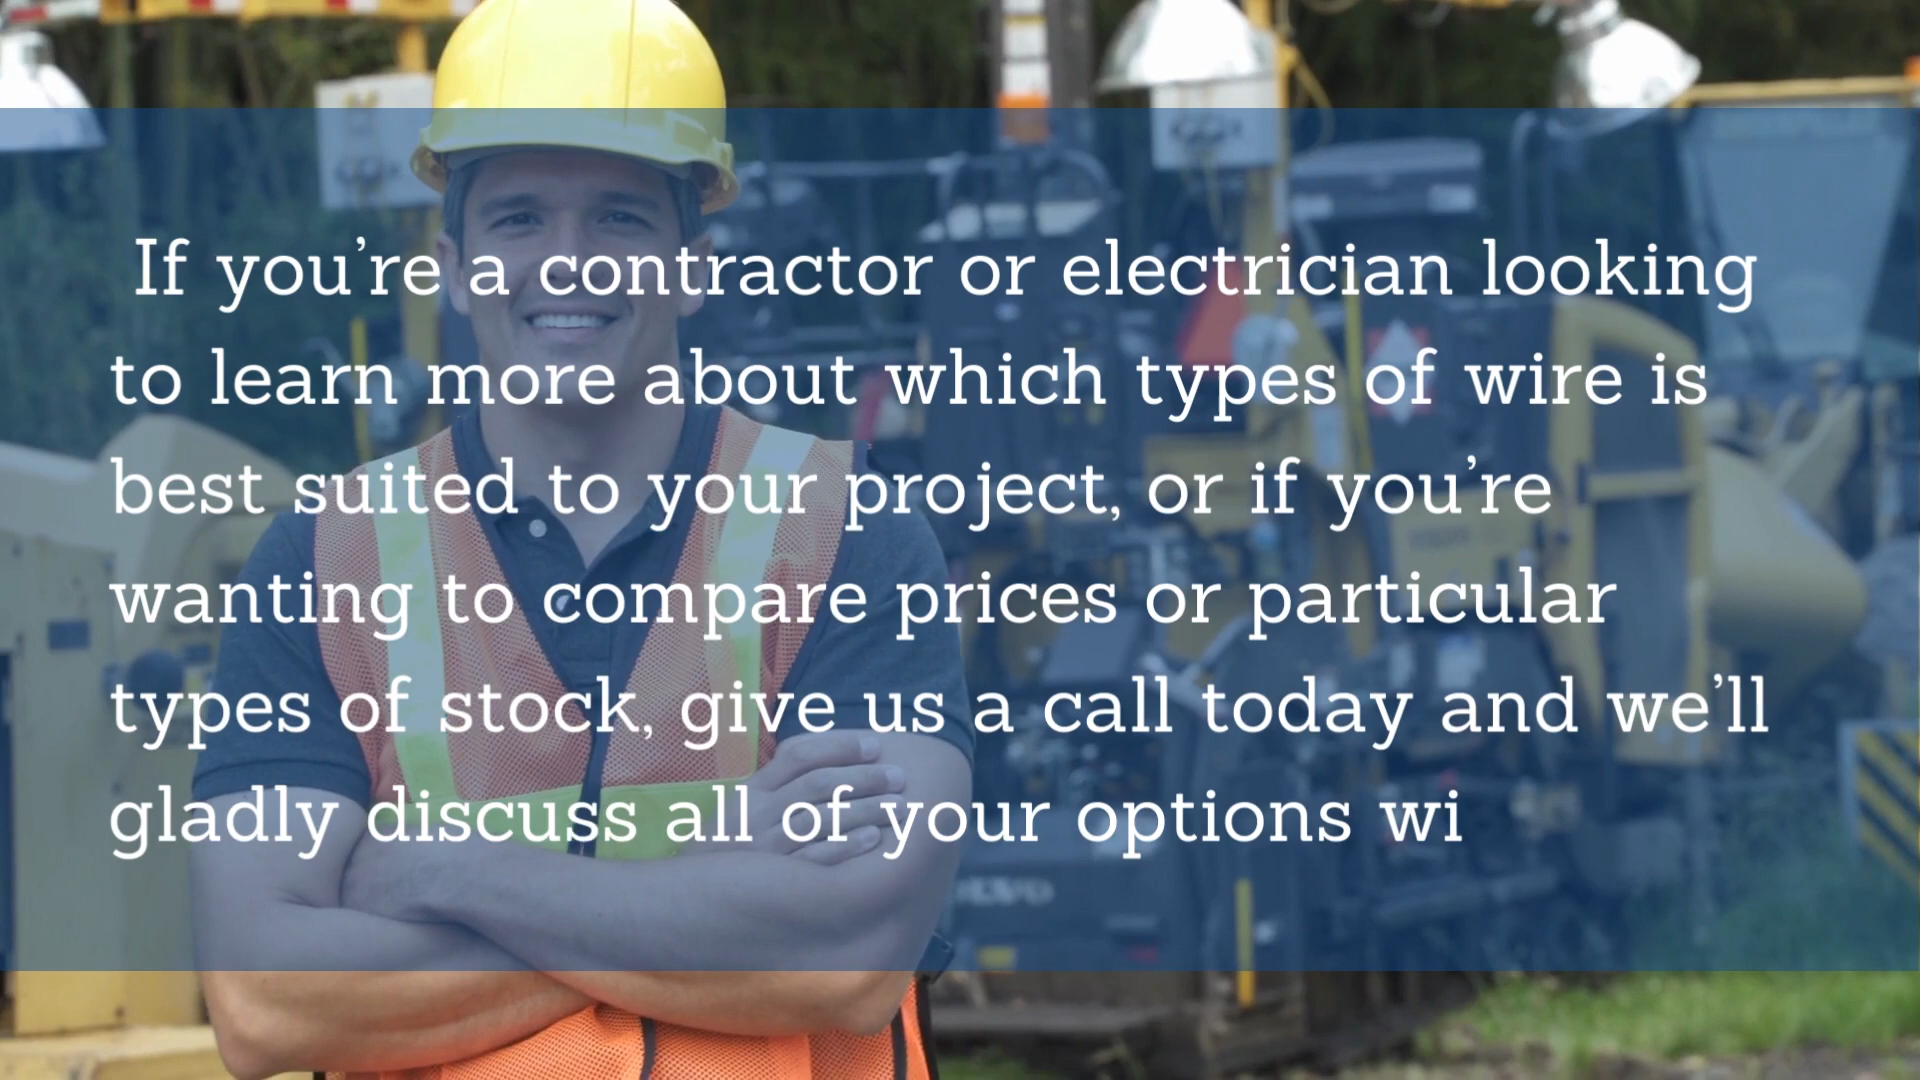 If you're a contractor or electrician looking
to learn more about which types of wire is
best suited to your project, or if you're
wanting to compare prices or particular
types of stock, give us a call today and we'll
gladly discuss all of your options wi